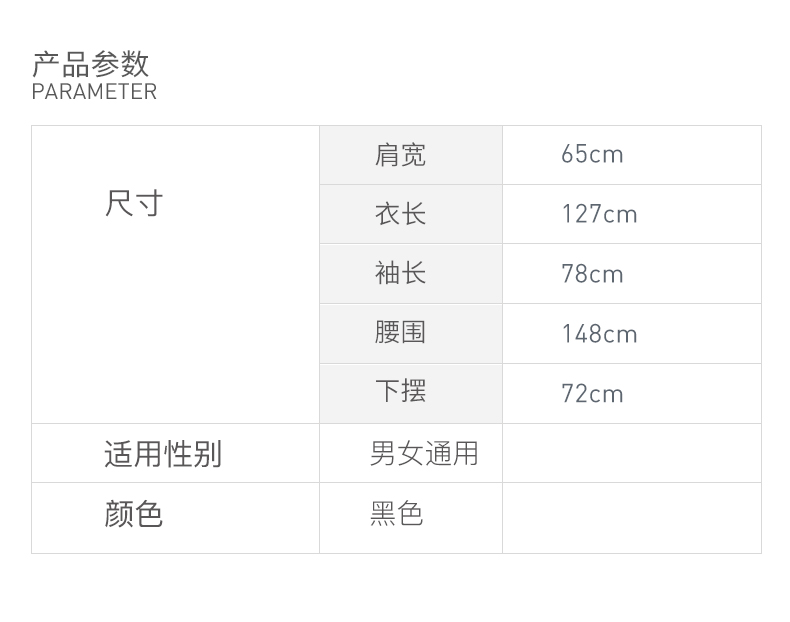 产品参数
PARAMETER
尺寸
肩宽 65cm
衣长 127cm
袖长 78cm
腰围 148cm
下摆 72cm
适用性别 男女通用
颜色 黑色